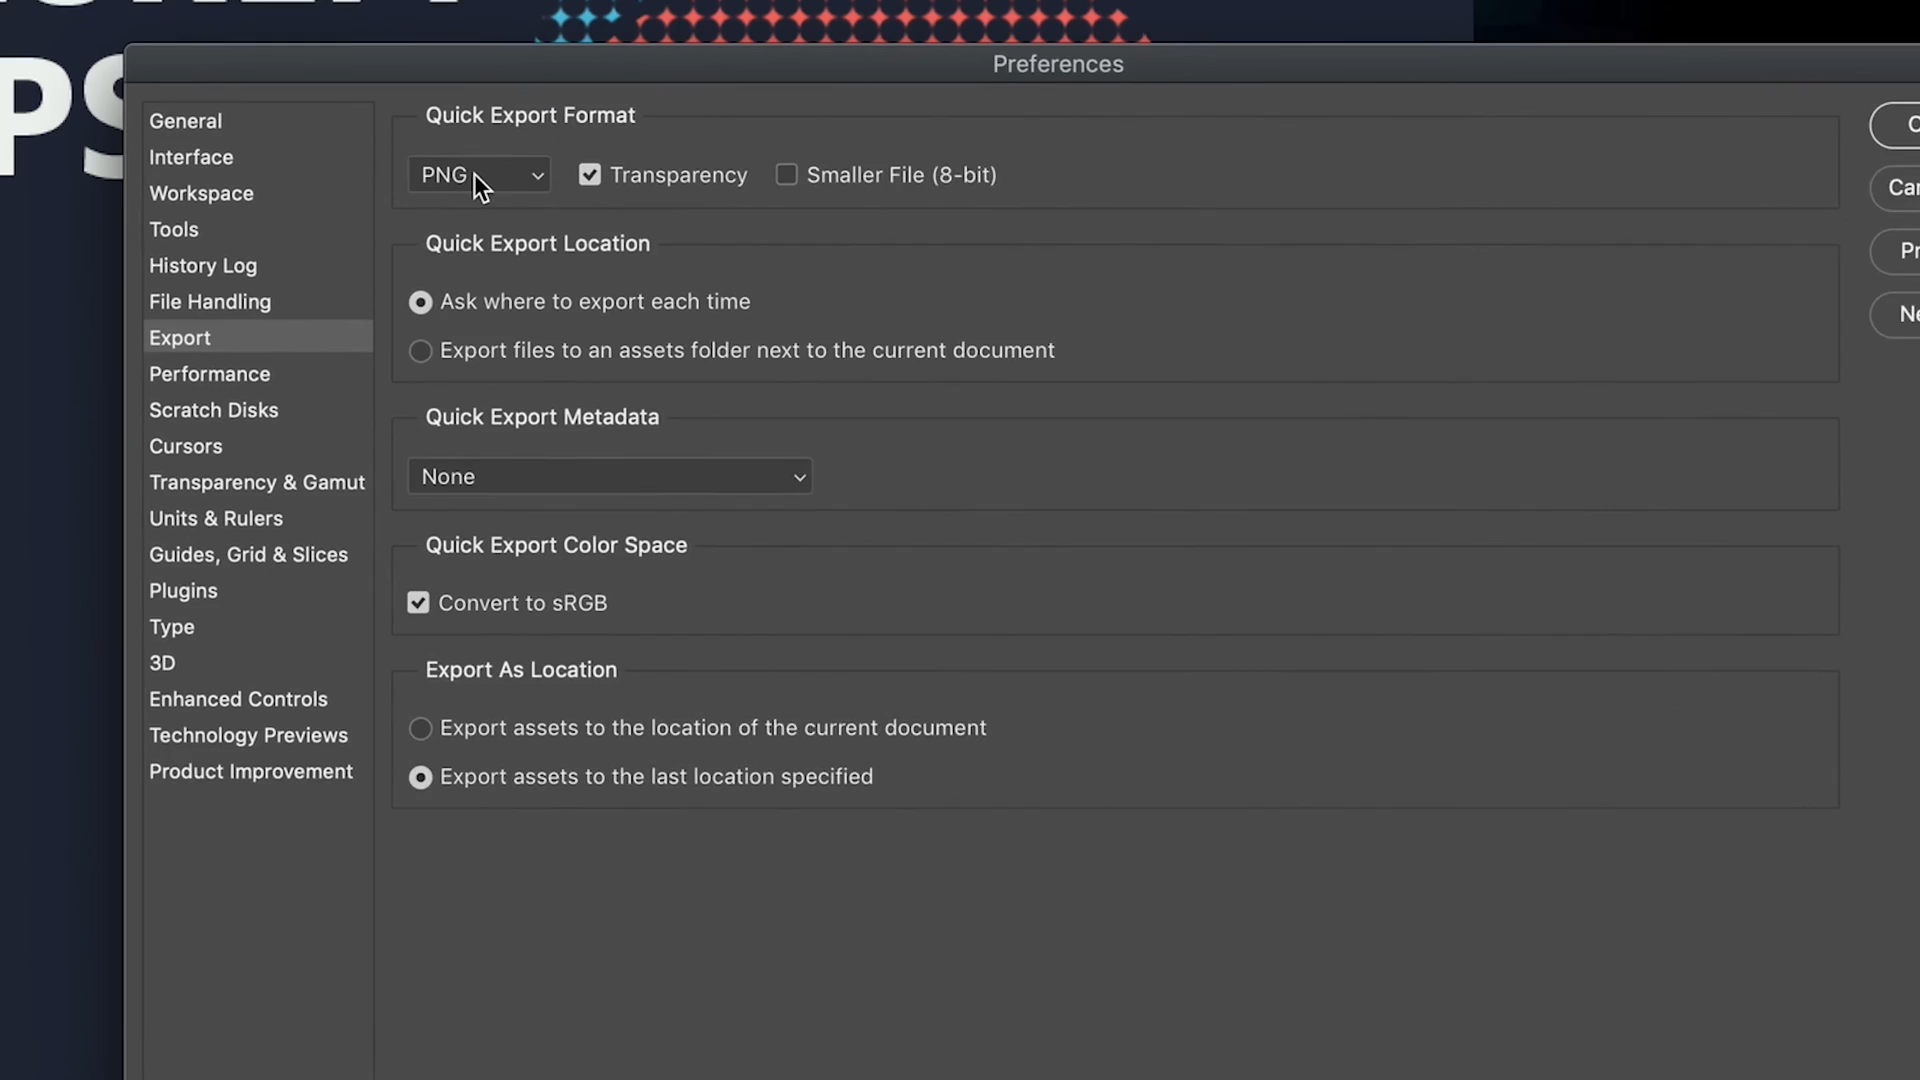 PS
Preferences
General
Interface
Workspace
Tools
History Log
File Handling
Export
Performance
Scratch Disks
Cursors
Transparency & Gamut
Units & Rulers
Guides, Grid & Slices
Plugins
Type
3D
Enhanced Controls
Technology Previews
Product Improvement
Quick Export Format
PNG Transparency Smaller File (8-bit)
Quick Export Location
Ask where to export each time
Export files to an assets folder next to the current document
Quick Export Metadata
None
Quick Export Color Space
Convert to sRGB
Export As Location
Export assets to the location of the current document
Export assets to the last location specified
Ca
Pr
Ne